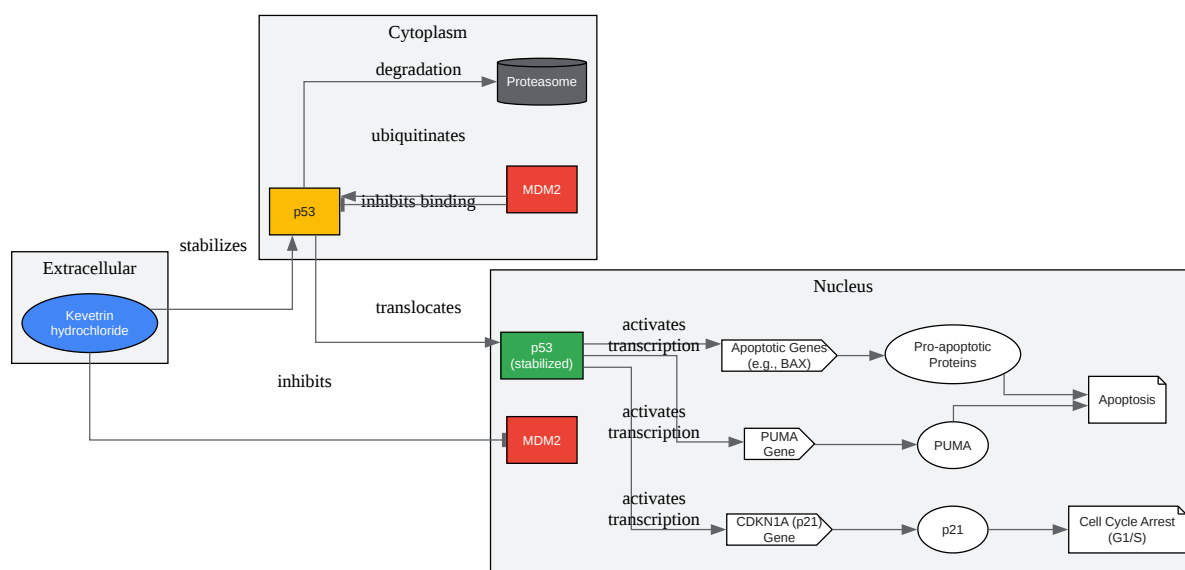 Cytoplasm
degradation
Proteasome
ubiquitinates
MDM2
inhibits binding
p53
stabilizes
Extracellular
Kevetrin
hydrochloride
translocates
inhibits
Nucleus
p53
(stabilized)
activates
transcription
Apoptotic Genes
(e.g., BAX)
Pro-apoptotic
Proteins
Apoptosis
MDM2
activates
transcription
PUMA
Gene
PUMA
activates
transcription
CDKN1A (p21)
Gene
p21
Cell Cycle Arrest
(G1/S)